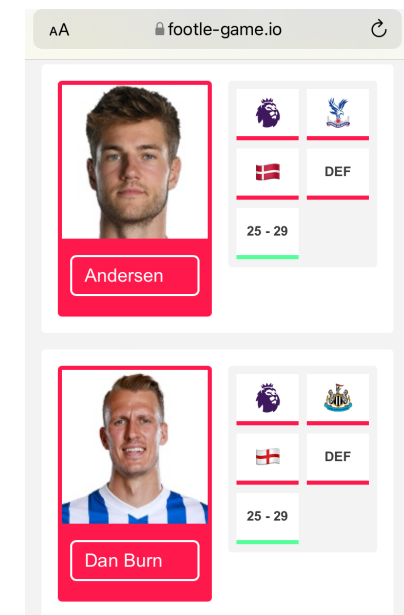 AA
footle-game.io
DEF
25 - 29
Andersen
DEF
25 - 29
Dan Burn